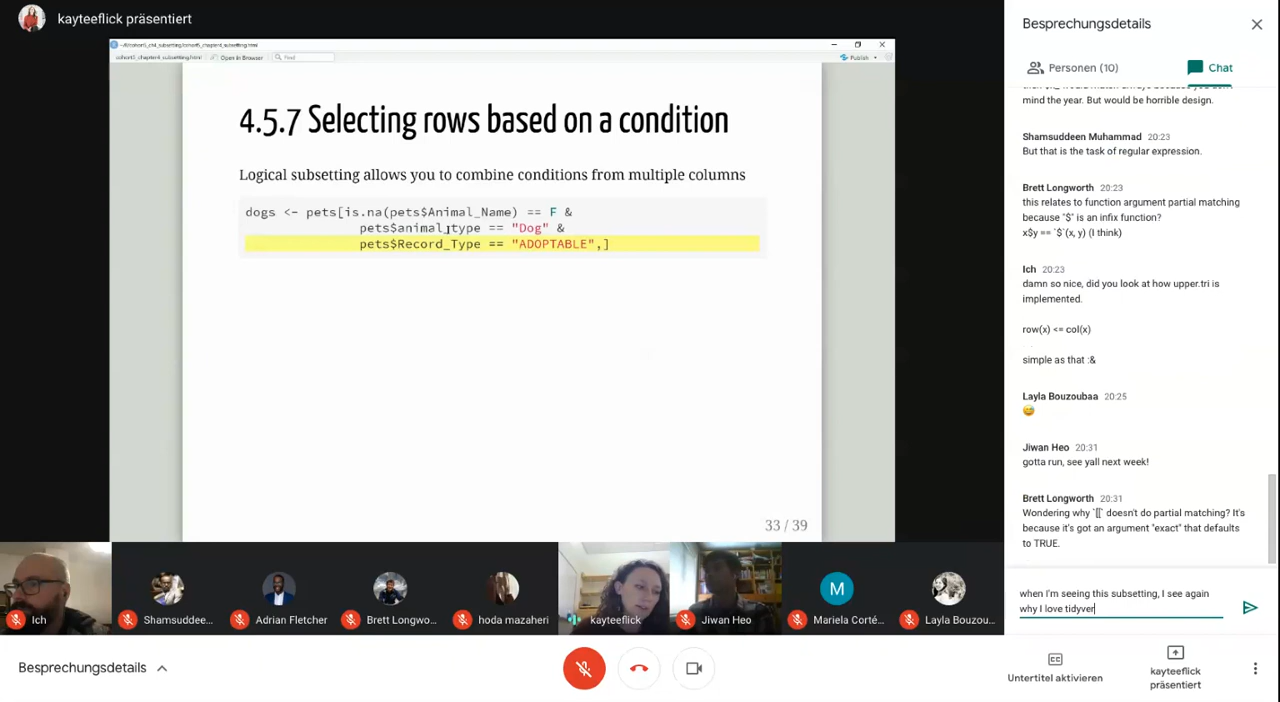 kayteeflick präsentiert
cohort5_chapter4_subsetting.html
Open in Browser
Find
Publish
4.5.7 Selecting rows based on a condition
Logical subsetting allows you to combine conditions from multiple columns
dogs <- pets[is.na(pets$Animal_Name) == F &
pets$animal_type == "Dog" &
pets$Record_Type == "ADOPTABLE",]
33 / 39
Ich
Shamsuddee...
Adrian Fletcher
Brett Longwo...
hoda mazaheri
kayteeflick
Jiwan Heo
M
Mariela Corté...
Layla Bouzou...
Besprechungsdetails
Besprechungsdetails
Personen (10)
Chat
mind the year. But would be horrible design.
Shamsuddeen Muhammad 20:23
But that is the task of regular expression.
Brett Longworth 20:23
this relates to function argument partial matching
because "$" is an infix function?
x$y == `$`(x, y) (I think)
Ich 20:23
damn so nice, did you look at how upper.tri is
implemented.
row(x) <= col(x)
simple as that :&
Layla Bouzoubaa 20:25
😅
Jiwan Heo 20:31
gotta run, see yall next week!
Brett Longworth 20:31
Wondering why `[[` doesn't do partial matching? It's
because it's got an argument "exact" that defaults
to TRUE.
when I'm seeing this subsetting, I see again
why I love tidyver
CC
Untertitel aktivieren
kayteeflick
präsentiert